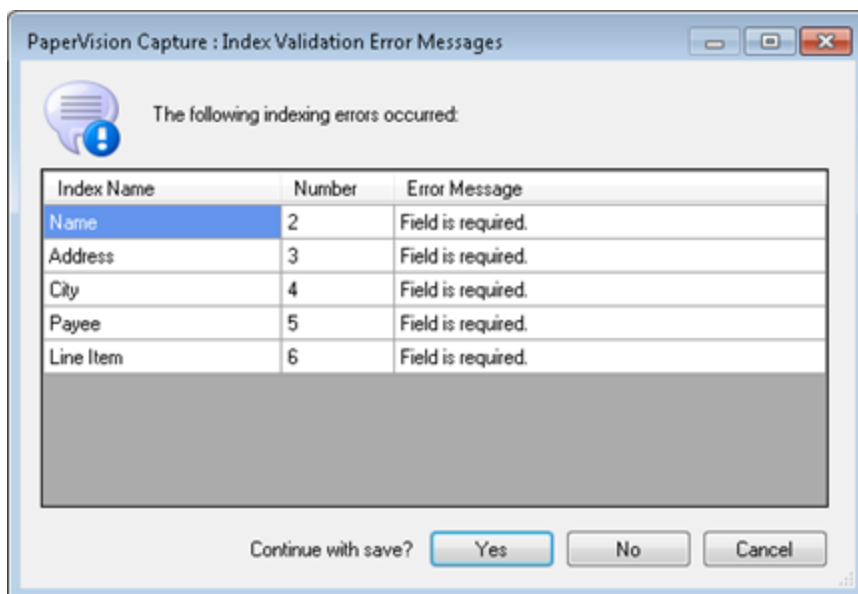 PaperVision Capture : Index Validation Error Messages
The following indexing errors occurred:
Index Name Number Error Message
Name 2 Field is required.
Address 3 Field is required.
City 4 Field is required.
Payee 5 Field is required.
Line Item 6 Field is required.
Continue with save? Yes No Cancel